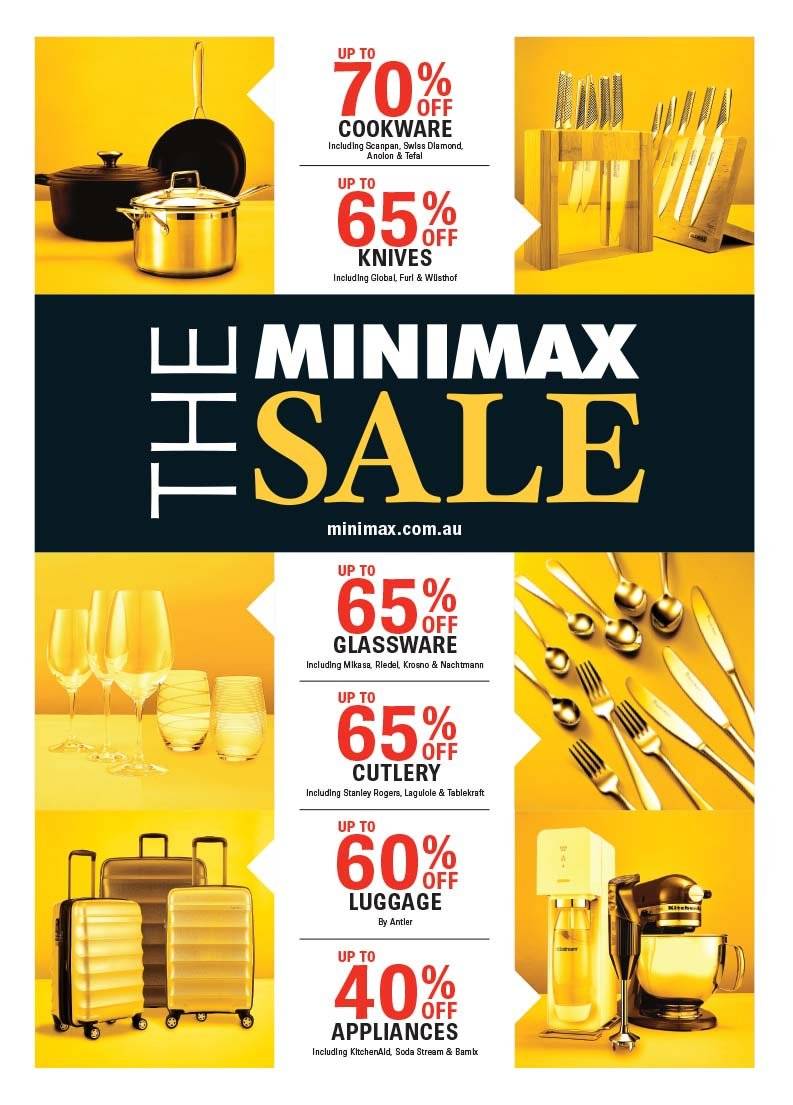 UP TO
70% OFF
COOKWARE
Including Scanpan, Swiss Diamond,
Anolon & Tefal
UP TO
65% OFF
KNIVES
Including Global, Furi & Wüsthof
THE MINIMAX
SALE
minimax.com.au
UP TO
65% OFF
GLASSWARE
Including Mikasa, Riedel, Krosno & Nachtmann
UP TO
65% OFF
CUTLERY
Including Stanley Rogers, Laguiole & Tablekraft
UP TO
60% OFF
LUGGAGE
By Antler
UP TO
40% OFF
APPLIANCES
Including KitchenAid, Soda Stream & Bamix
KitchenAid